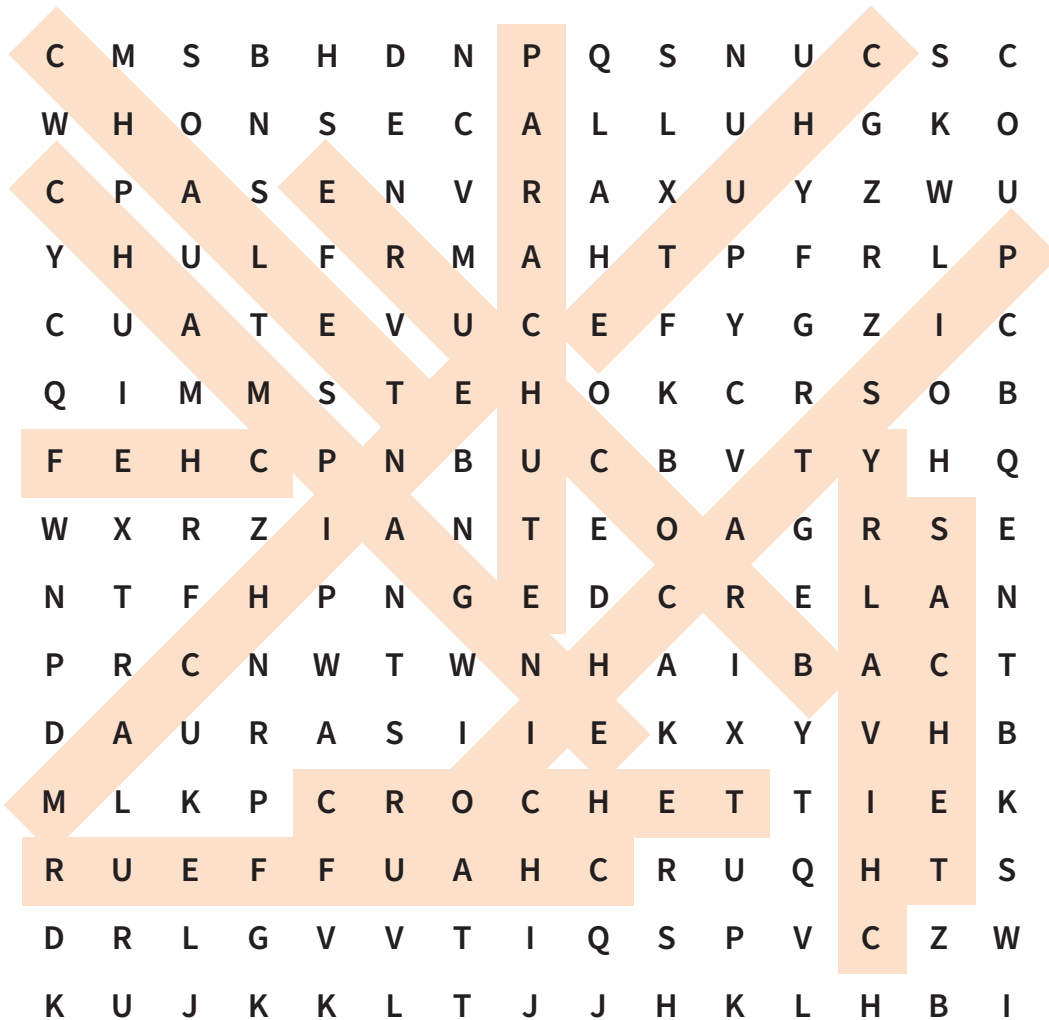 C M S B H D N P Q S N U C S C
W H O N S E C A L L U H G K O
C P A S E N V R A X U Y Z W U
Y H U L F R M A H T P F R L P
C U A T E V U C E F Y G Z I C
Q I M M S T E H O K C R S O B
F E H C P N B U C B V T Y H Q
W X R Z I A N T E O A G R S E
N T F H P N G E D C R E L A N
P R C N W T W N H A I B A C T
D A U R A S I I E K X Y V H B
M L K P C R O C H E T T I E K
R U E F F U A H C R U Q H T S
D R L G V V T I Q S P V C Z W
K U J K K L T J J H K L H B I